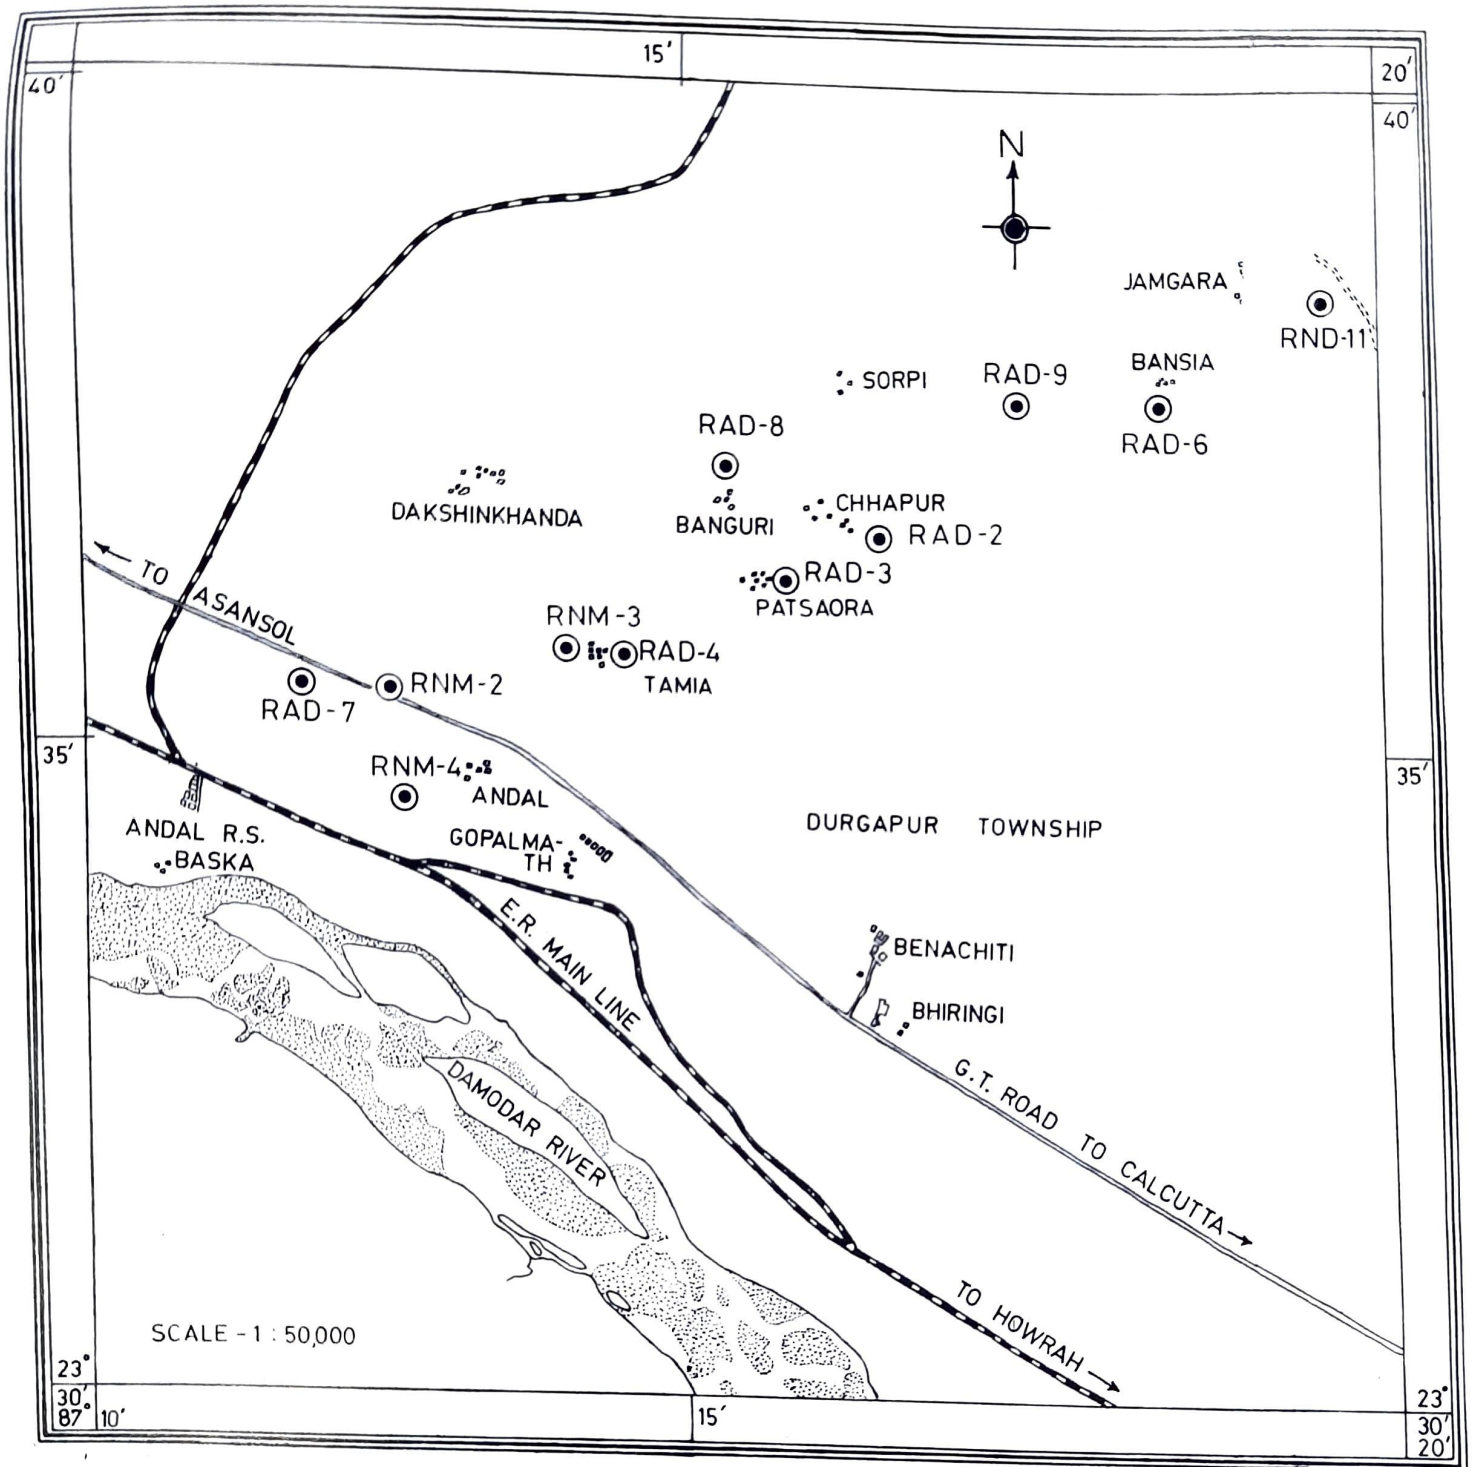 15'
20'
40'
40'
N
JAMGARA
RND-11
BANSIA
SORPI
RAD-9
RAD-8
RAD-6
DAKSHINKHANDA
CHHAPUR
BANGURI
RAD-2
RAD-3
PATSAORA
← TO ASANSOL
RNM-3
RAD-4
TAMIA
RNM-2
RAD-7
35'
35'
RNM-4
ANDAL
DURGAPUR TOWNSHIP
ANDAL R.S.
GOPALMA-
TH
BASKA
E.R. MAIN LINE
BENACHITI
BHIRINGI
DAMODAR RIVER
G.T. ROAD TO CALCUTTA →
TO HOWRAH →
SCALE - 1 : 50,000
23°
30'
87° 10'
15'
23°
30'
20'